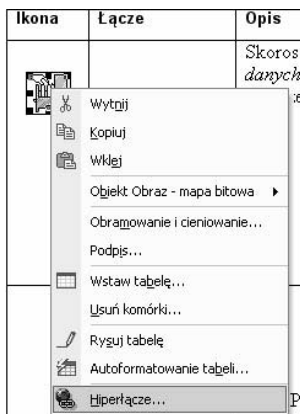 Ikona Łącze Opis
Skoros
danych
Wytnij
Kopiuj
Wklej
Obiekt Obraz - mapa bitowa
Obramowanie i cieniowanie...
Podpis...
Wstaw tabelę...
Usuń komórki...
Rysuj tabelę
Autoformatowanie tabeli...
Hiperłącze...
P